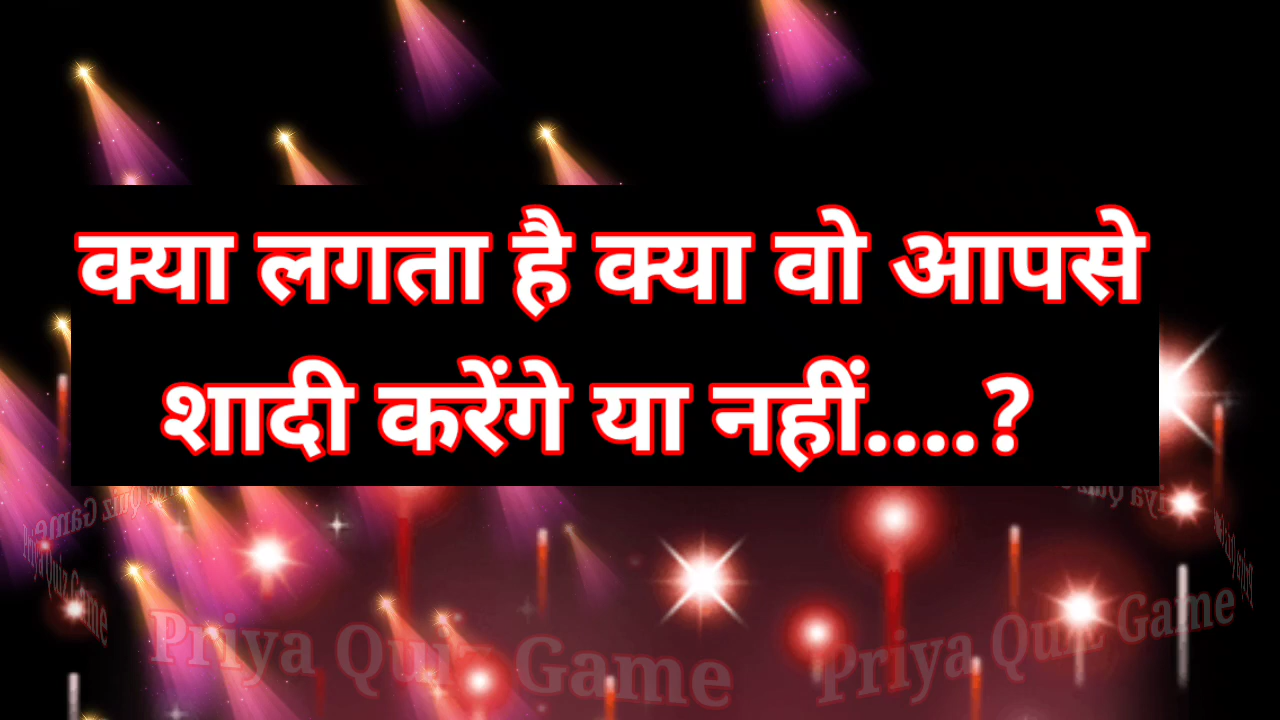 क्या लगता है क्या वो आपसे
शादी करेंगे या नहीं....?
Priya Quiz Game
Priya Quiz Game